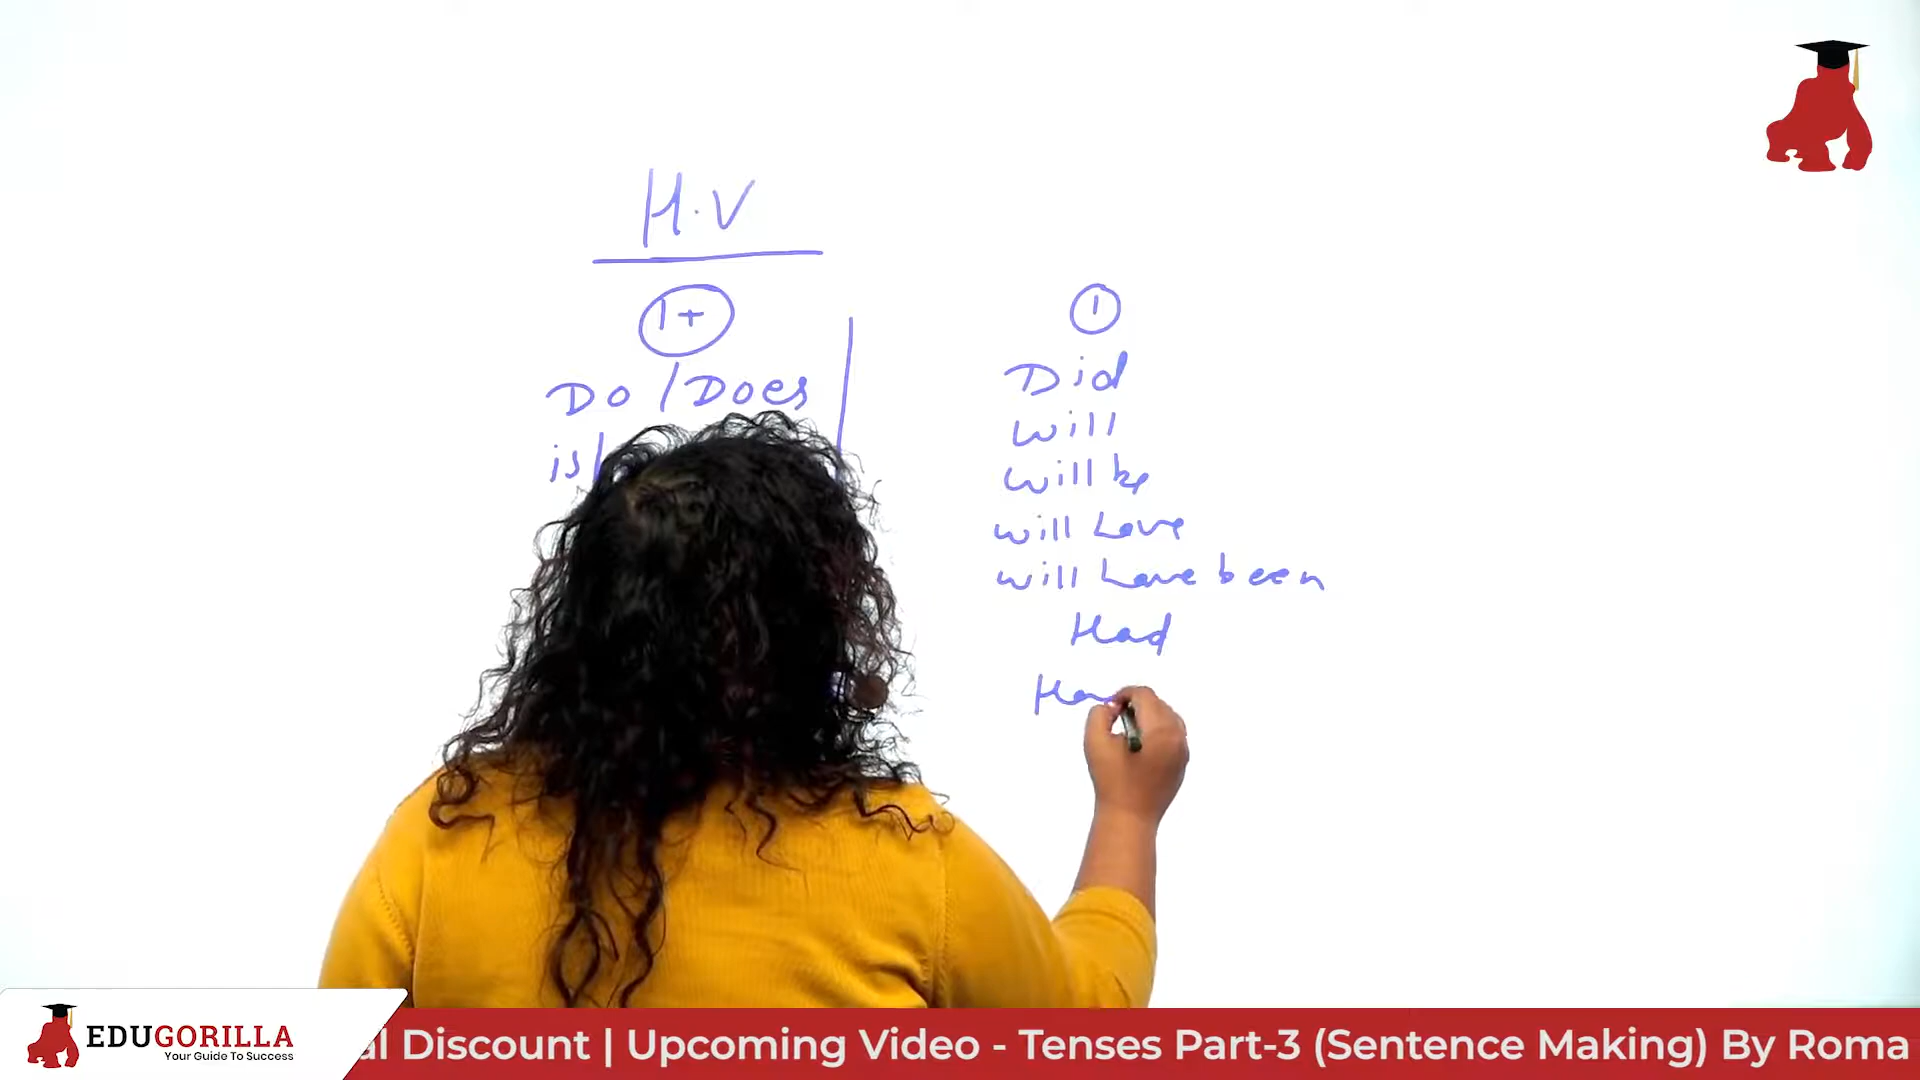 H.V
1+
Do / Does
is/
1
Did
will
will be
will have
will have been
Had
Ha
EDUGORILLA
Your Guide To Success
al Discount | Upcoming Video - Tenses Part-3 (Sentence Making) By Roma